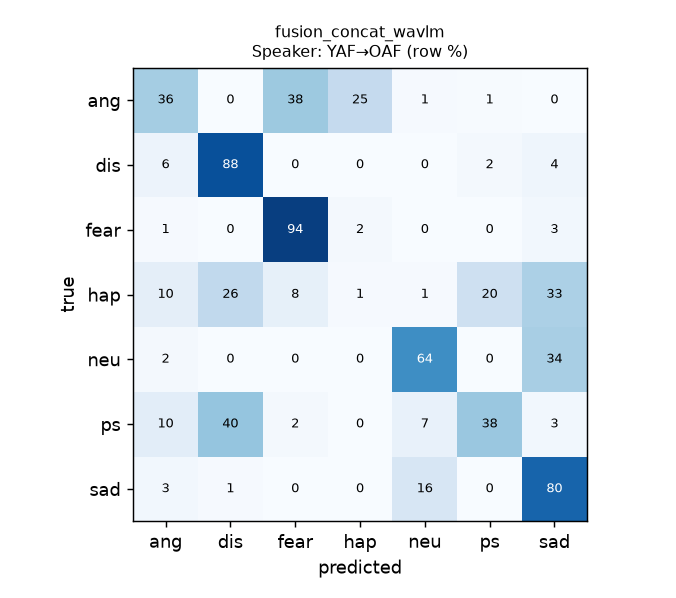 fusion_concat_wavlm
Speaker: YAF→OAF (row %)
ang 36 0 38 25 1 1 0
dis 6 88 0 0 0 2 4
fear 1 0 94 2 0 0 3
hap 10 26 8 1 1 20 33
neu 2 0 0 0 64 0 34
ps 10 40 2 0 7 38 3
sad 3 1 0 0 16 0 80
ang dis fear hap neu ps sad
true
predicted